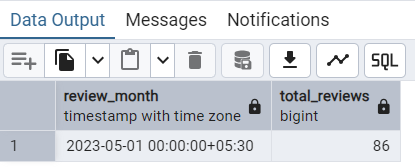 Data Output Messages Notifications
SQL
review_month total_reviews
timestamp with time zone bigint
1 2023-05-01 00:00:00+05:30 86